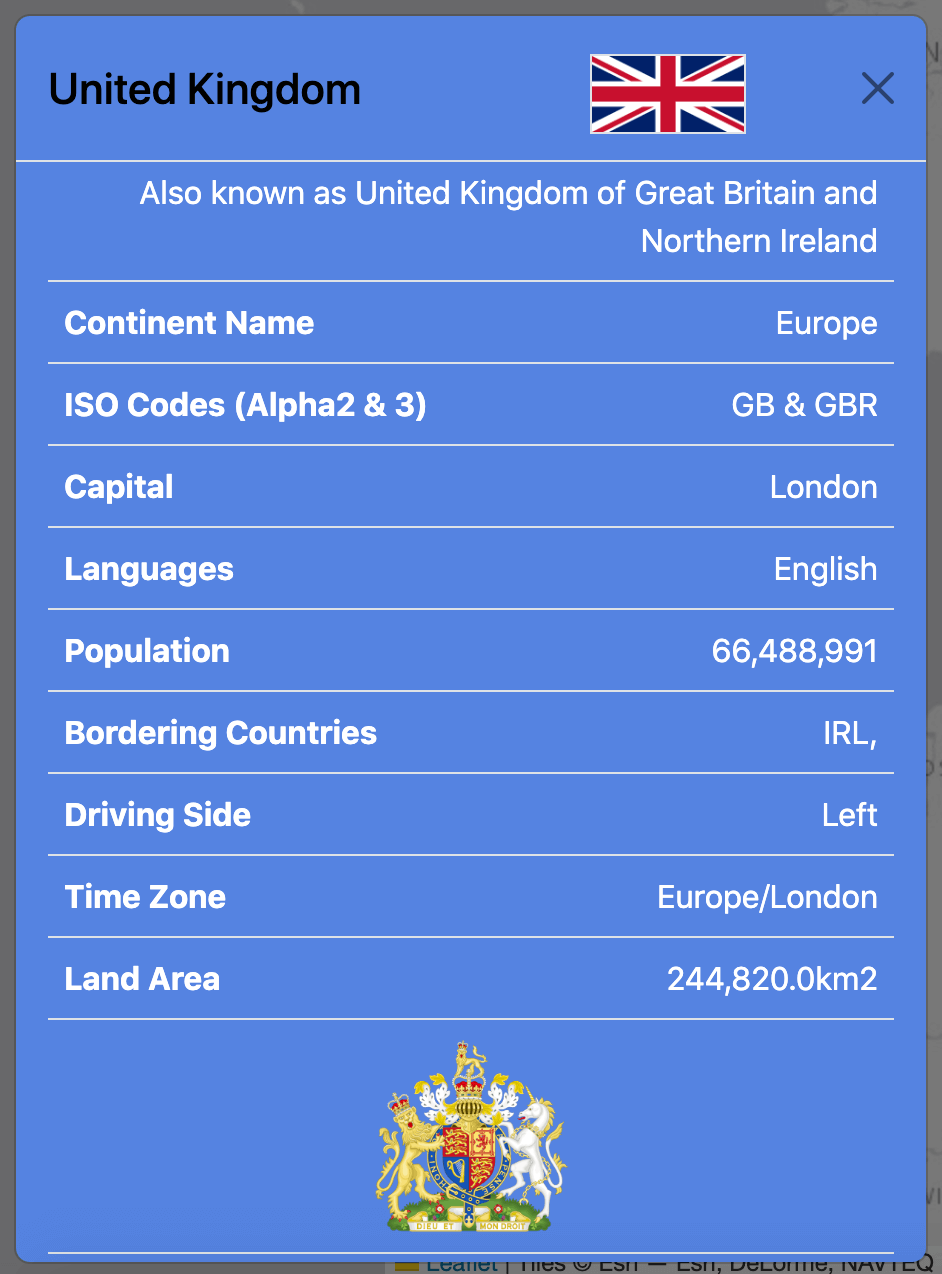 United Kingdom
Also known as United Kingdom of Great Britain and
Northern Ireland
Continent Name Europe
ISO Codes (Alpha2 & 3) GB & GBR
Capital London
Languages English
Population 66,488,991
Bordering Countries IRL,
Driving Side Left
Time Zone Europe/London
Land Area 244,820.0km2
HONI PENSE
DIEU ET MON DROIT
Leaflet | Tiles © Esri — Esri, DeLorme, NAVTEQ